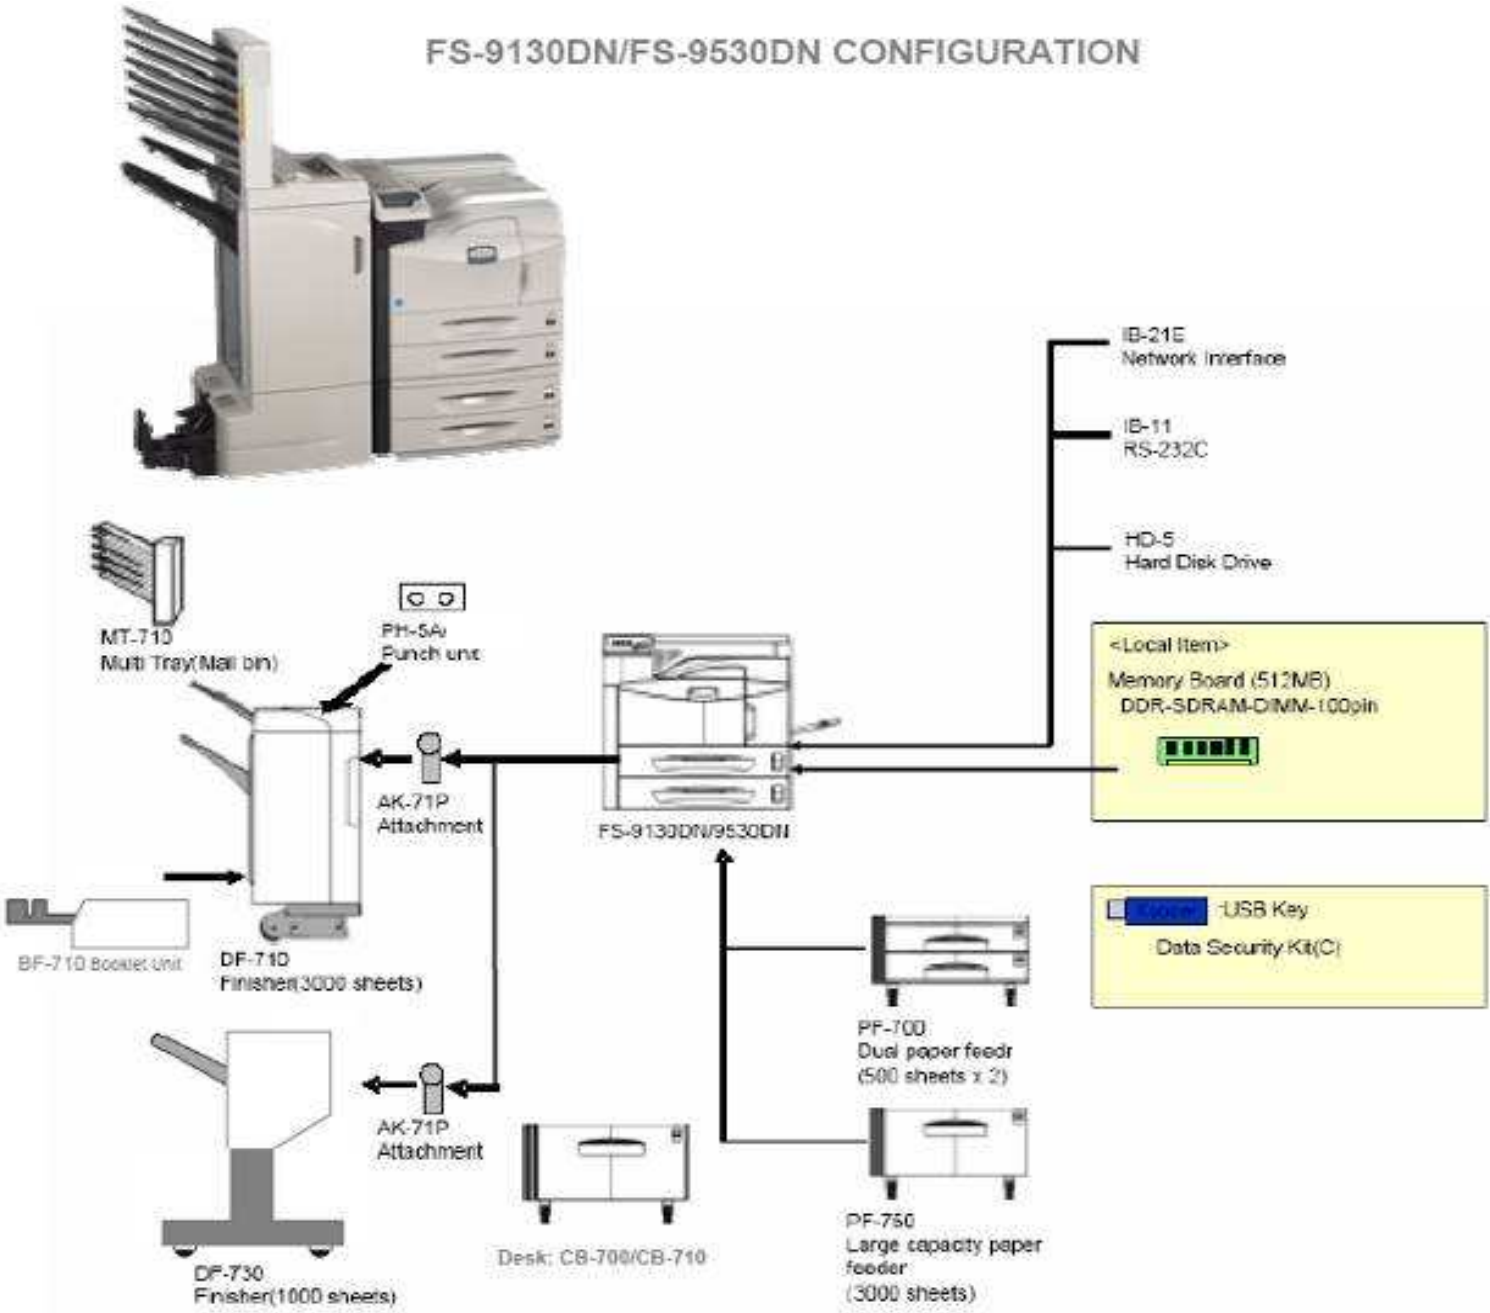 FS-9130DN/FS-9530DN CONFIGURATION
IB-21E
Network Interface
IB-11
RS-232C
HD-5
Hard Disk Drive
MT-710
Multi Tray(Mail bin)
PH-5A
Punch unit
<Local Item>
Memory Board (512MB)
DDR-SDRAM-DIMM-100pin
AK-71P
Attachment
FS-9130DN/9530DN
:USB Key
Data Security Kit(C)
BF-710 Booklet Unit
DF-710
Finisher(3000 sheets)
PF-700
Dual paper feedr
(500 sheets x 2)
AK-71P
Attachment
Desk: CB-700/CB-710
PF-750
Large capacity paper
feeder
(3000 sheets)
DF-730
Finisher(1000 sheets)